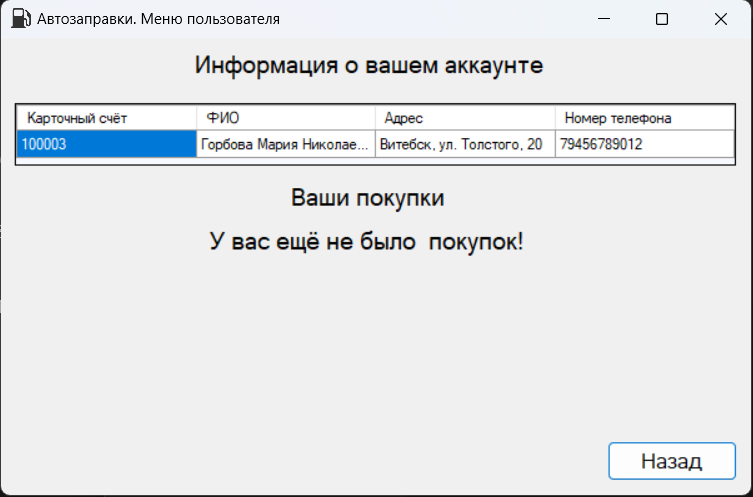 Автозаправки. Меню пользователя
Информация о вашем аккаунте
Карточный счёт ФИО Адрес Номер телефона
100003 Горбова Мария Николае... Витебск, ул. Толстого, 20 79456789012
Ваши покупки
У вас ещё не было покупок!
Назад